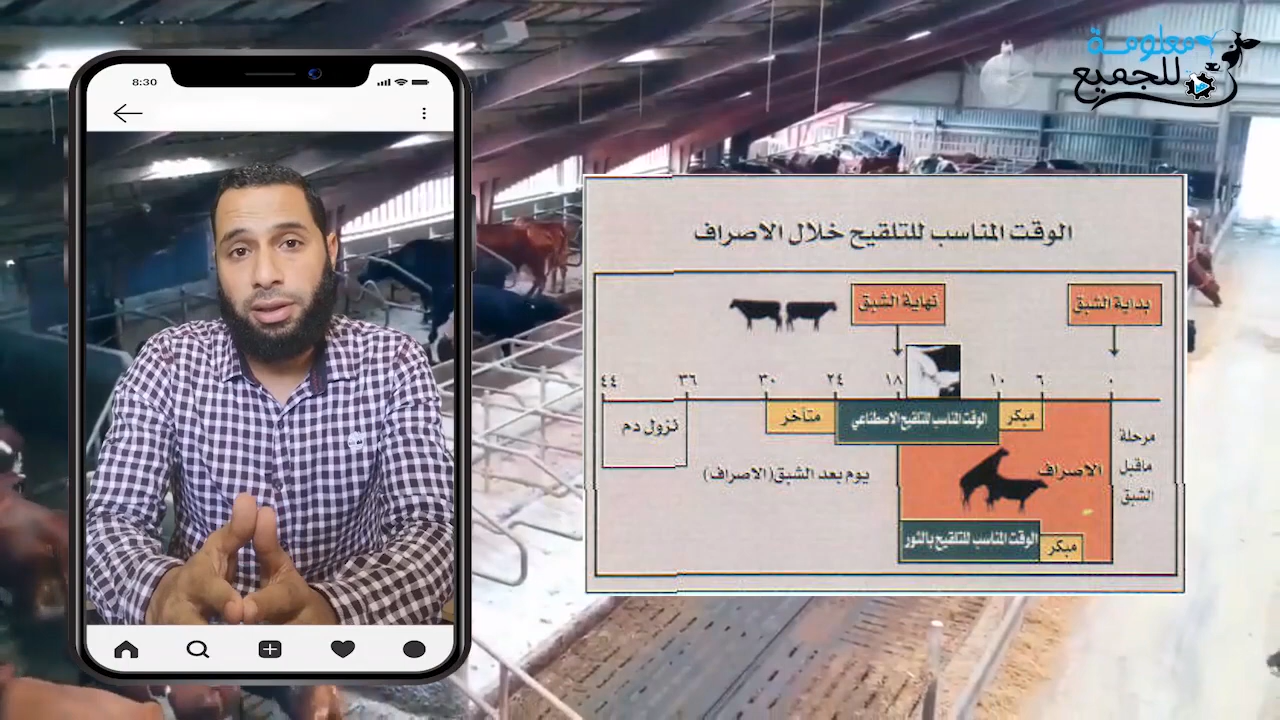 معلومة
للجميع
8:30
الوقت المناسب للتلقيح خلال الاصراف
بداية الشبق
نهاية الشبق
٠ ٦ ١٠ ١٨ ٢٤ ٣٠ ٣٦ ٤٤
مبكر
الوقت المناسب للتلقيح الاصطناعي
متأخر
نزول دم
مرحلة
ماقبل
الشبق
الاصراف
يوم بعد الشبق (الاصراف)
الوقت المناسب للتلقيح بالثور
مبكر